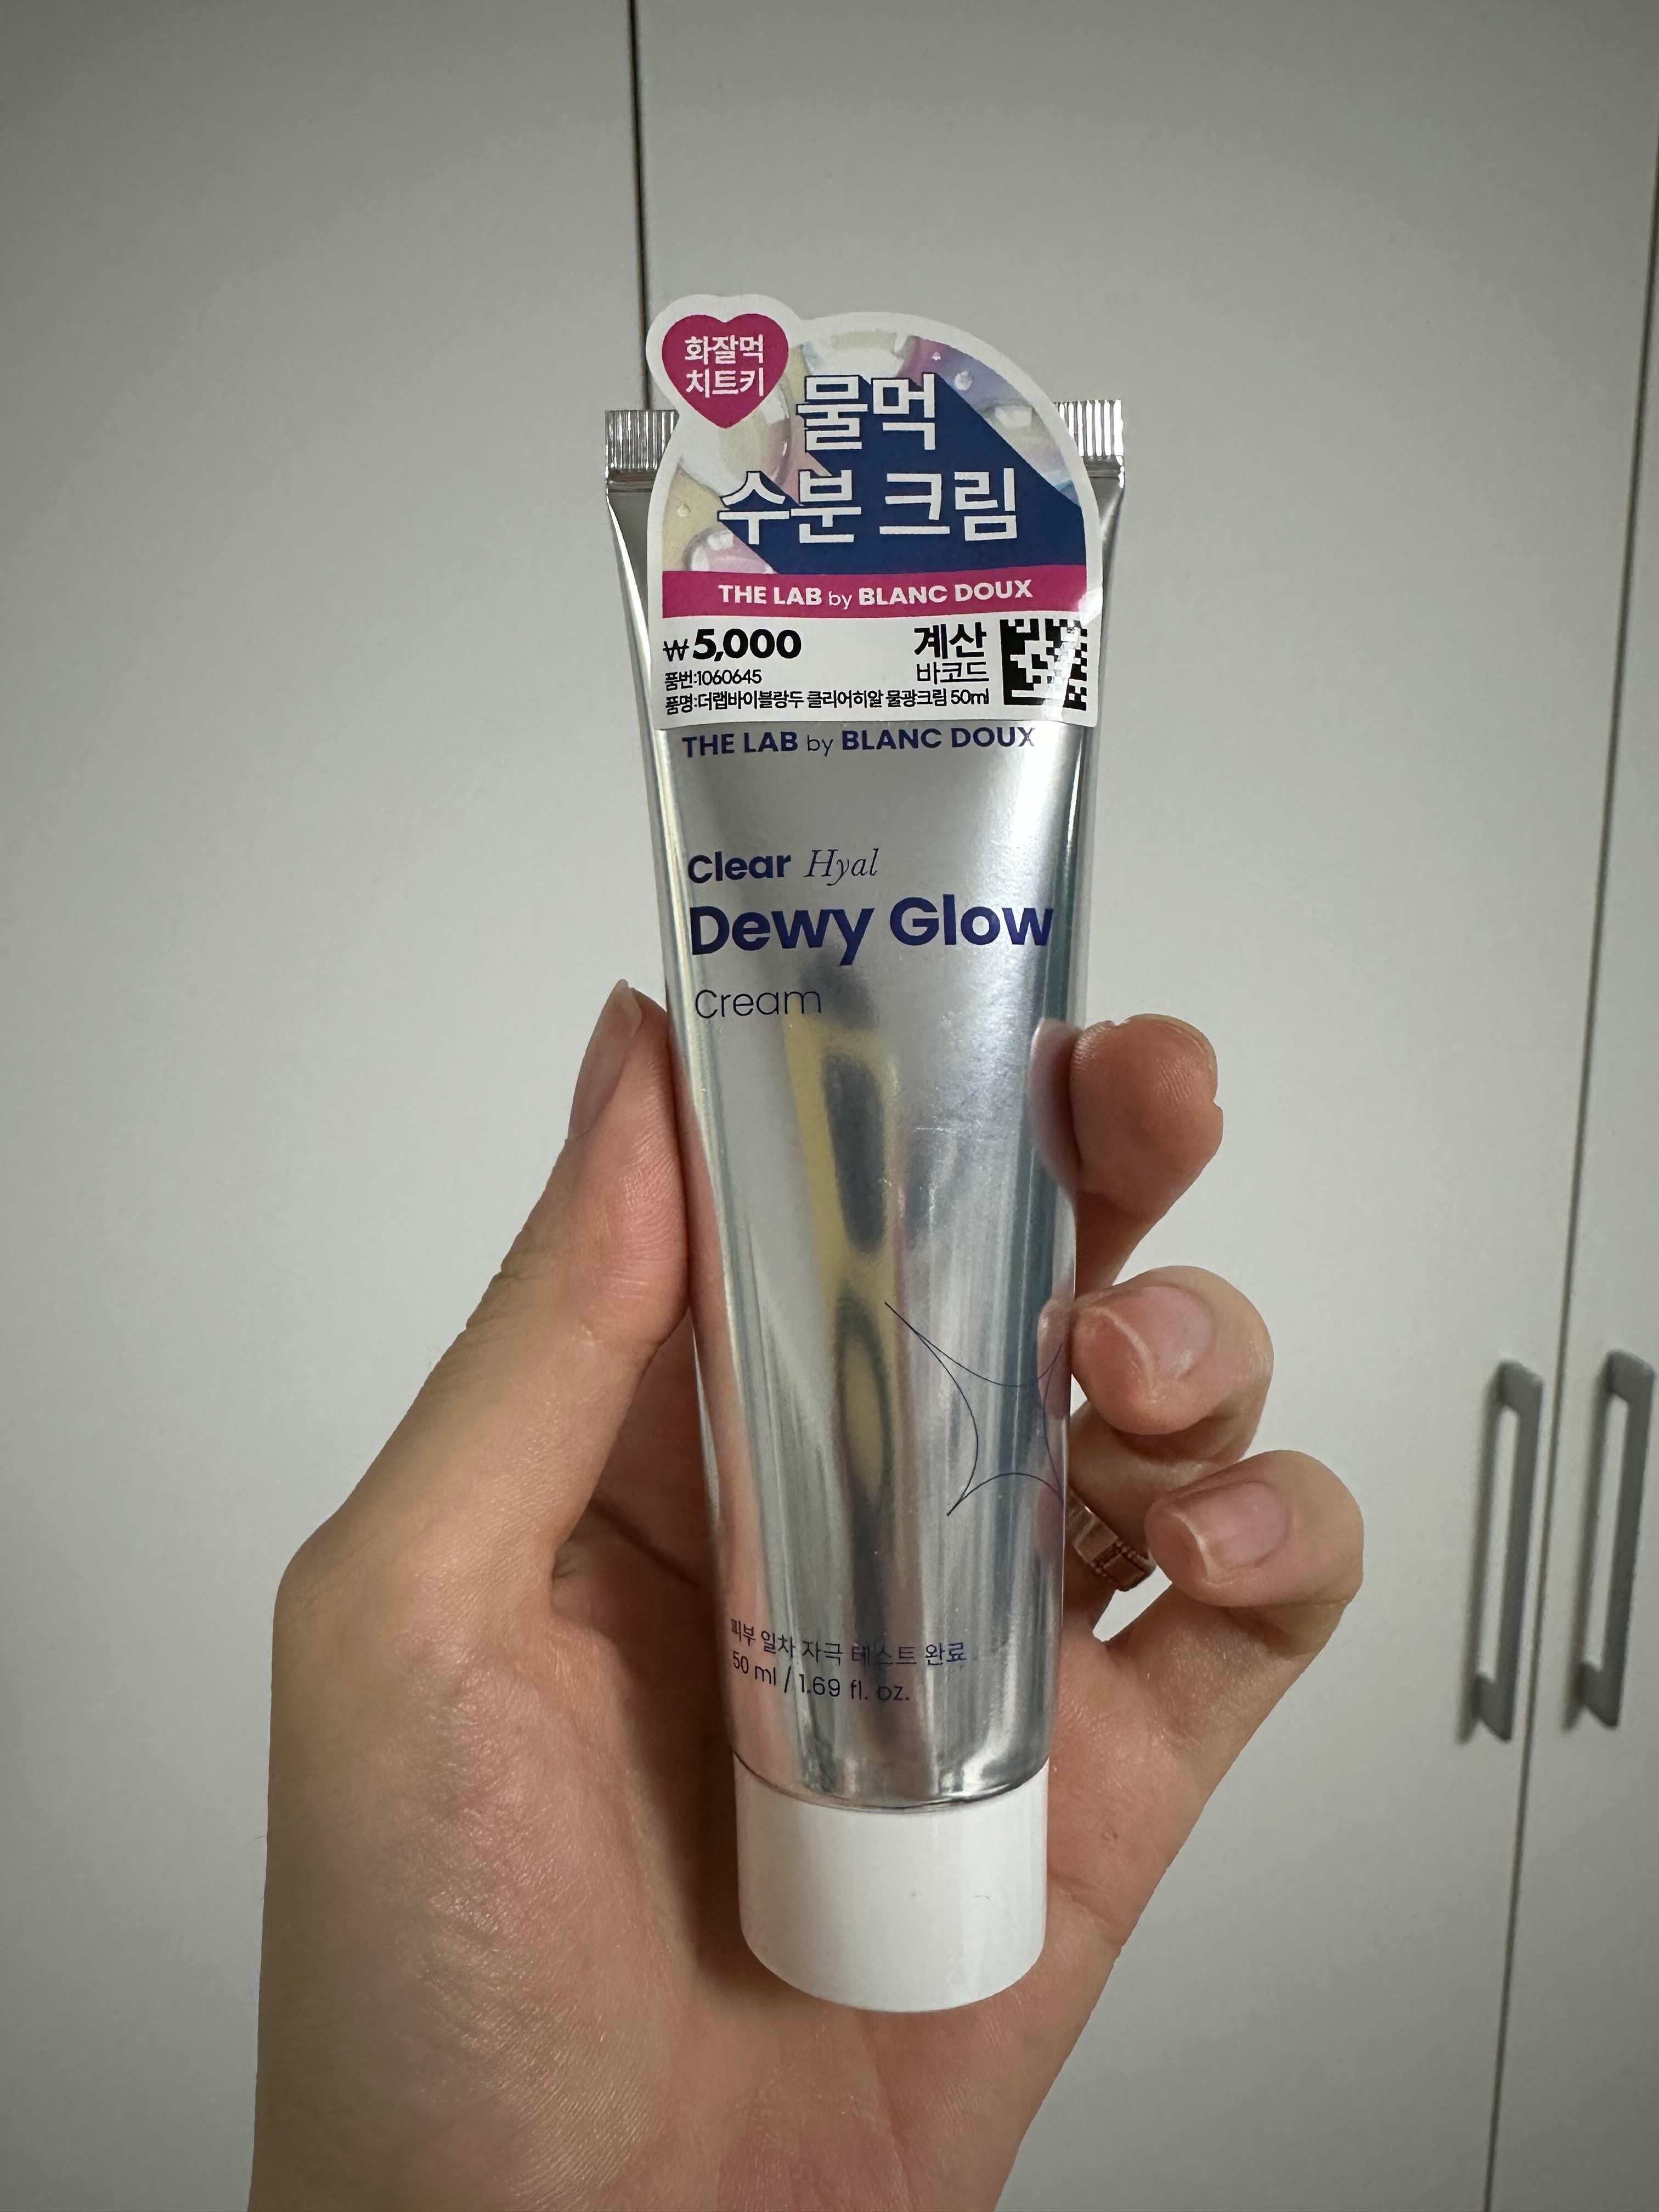 화잘먹
치트키
물먹
수분 크림
THE LAB by BLANC DOUX
₩5,000
계산
바코드
품번:1060645
품명:더랩바이블랑두 클리어히알 물광크림 50ml
THE LAB by BLANC DOUX
Clear Hyal
Dewy Glow
Cream
피부 일차 자극 테스트 완료
50 ml / 1.69 fl. oz.